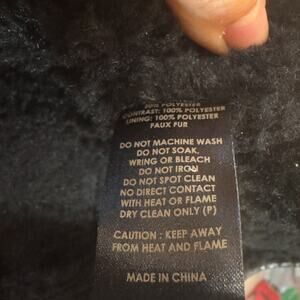 20% POLYESTER
CONTRAST: 100% POLYESTER
LINING: 100% POLYESTER
FAUX FUR
DO NOT MACHINE WASH
DO NOT SOAK,
WRING OR BLEACH
DO NOT IRON
DO NOT SPOT CLEAN
NO DIRECT CONTACT
WITH HEAT OR FLAME
DRY CLEAN ONLY (P)
CAUTION : KEEP AWAY
FROM HEAT AND FLAME
MADE IN CHINA